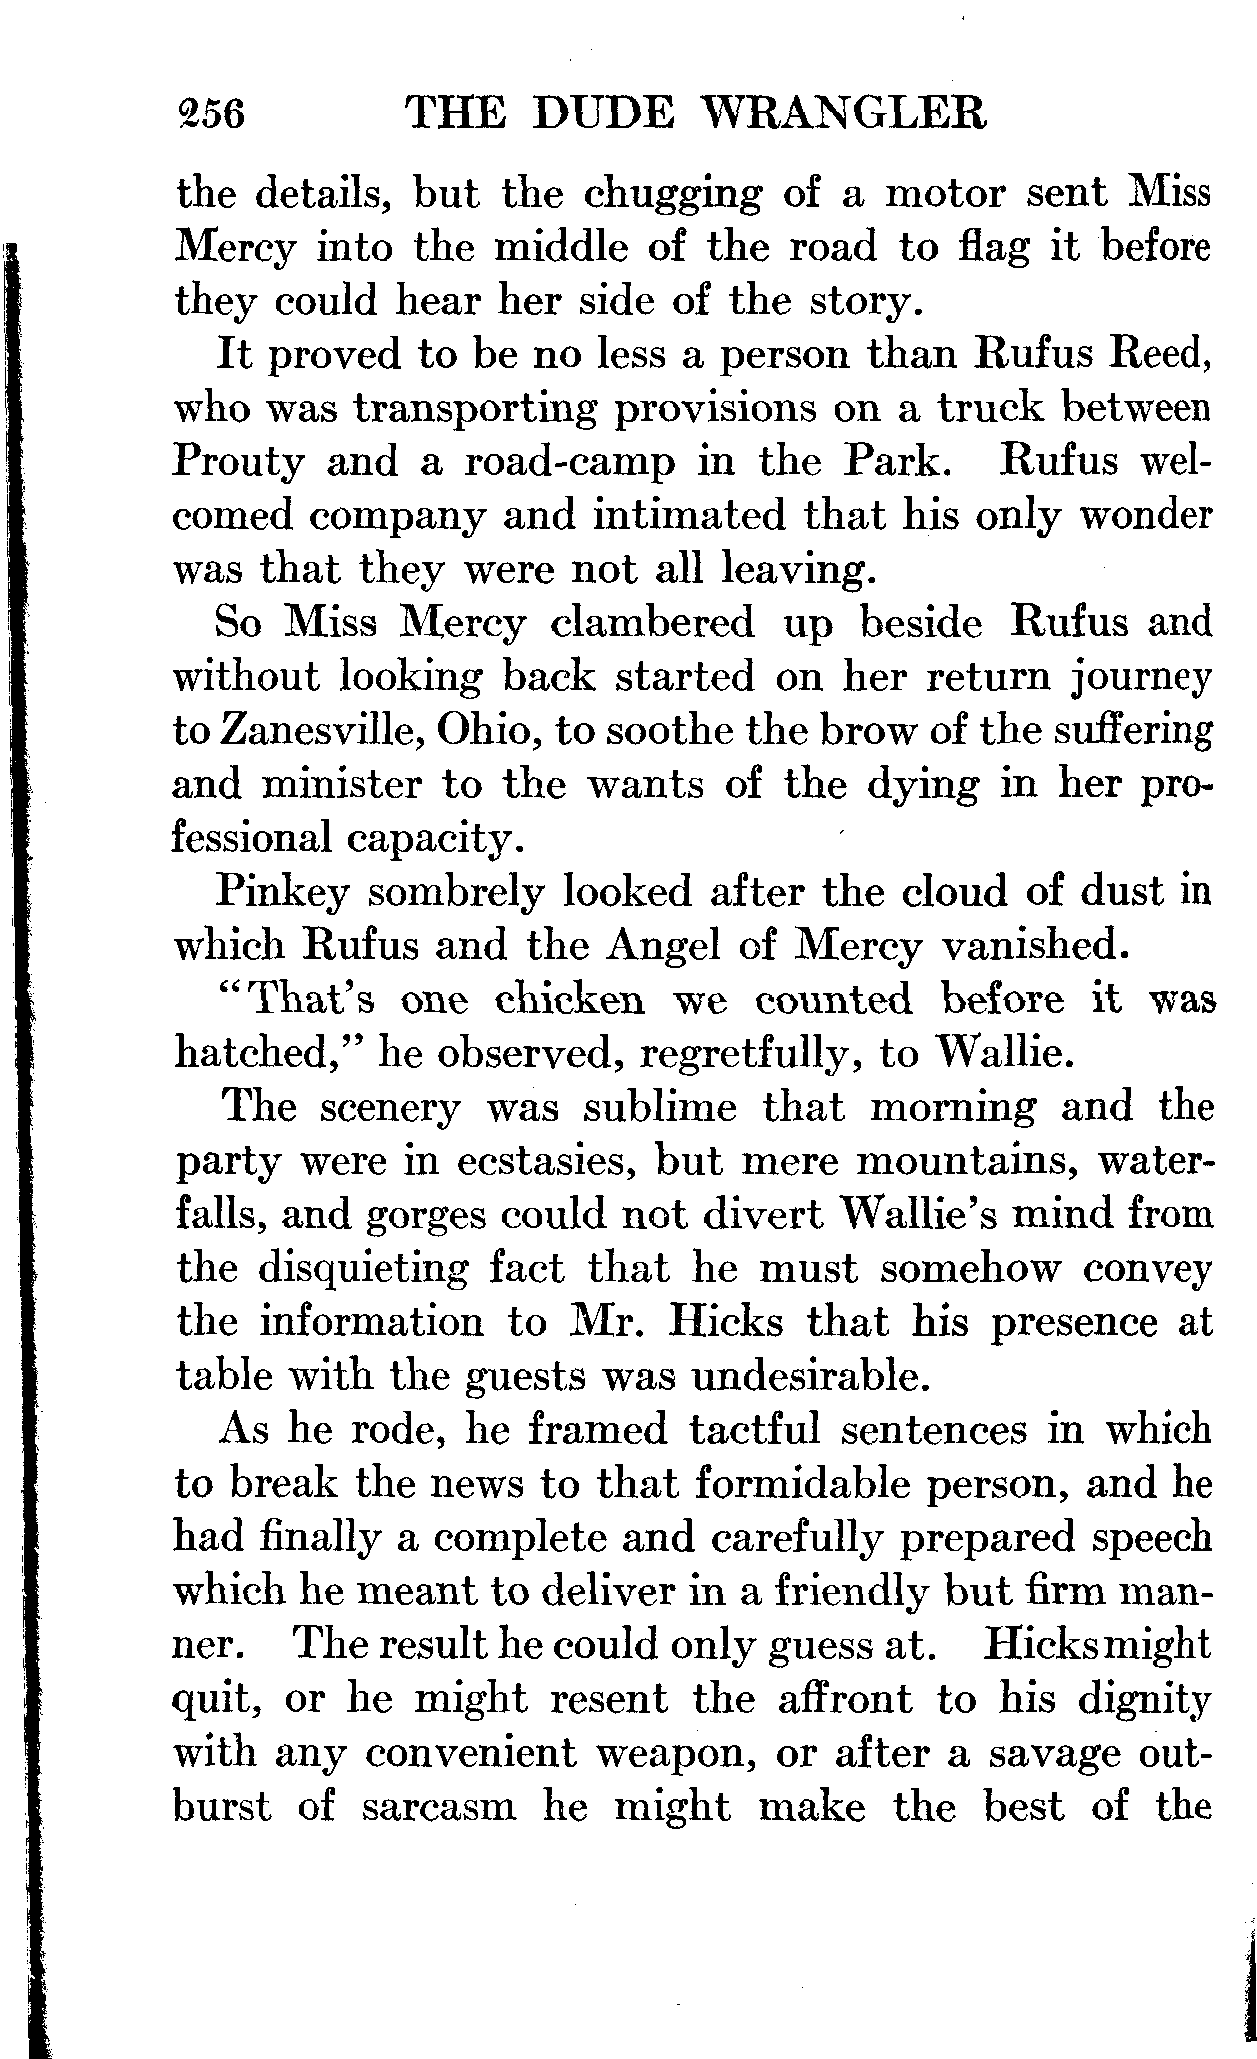 256 THE DUDE WRANGLER
the details, but the chugging of a motor sent Miss
Mercy into the middle of the road to flag it before
they could hear her side of the story.
It proved to be no less a person than Rufus Reed,
who was transporting provisions on a truck between
Prouty and a road-camp in the Park. Rufus wel-
comed company and intimated that his only wonder
was that they were not all leaving.
So Miss Mercy clambered up beside Rufus and
without looking back started on her return journey
to Zanesville, Ohio, to soothe the brow of the suffering
and minister to the wants of the dying in her pro-
fessional capacity.
Pinkey sombrely looked after the cloud of dust in
which Rufus and the Angel of Mercy vanished.
“That’s one chicken we counted before it was
hatched,” he observed, regretfully, to Wallie.
The scenery was sublime that morning and the
party were in ecstasies, but mere mountains, water-
falls, and gorges could not divert Wallie’s mind from
the disquieting fact that he must somehow convey
the information to Mr. Hicks that his presence at
table with the guests was undesirable.
As he rode, he framed tactful sentences in which
to break the news to that formidable person, and he
had finally a complete and carefully prepared speech
which he meant to deliver in a friendly but firm man-
ner. The result he could only guess at. Hicks might
quit, or he might resent the affront to his dignity
with any convenient weapon, or after a savage out-
burst of sarcasm he might make the best of the